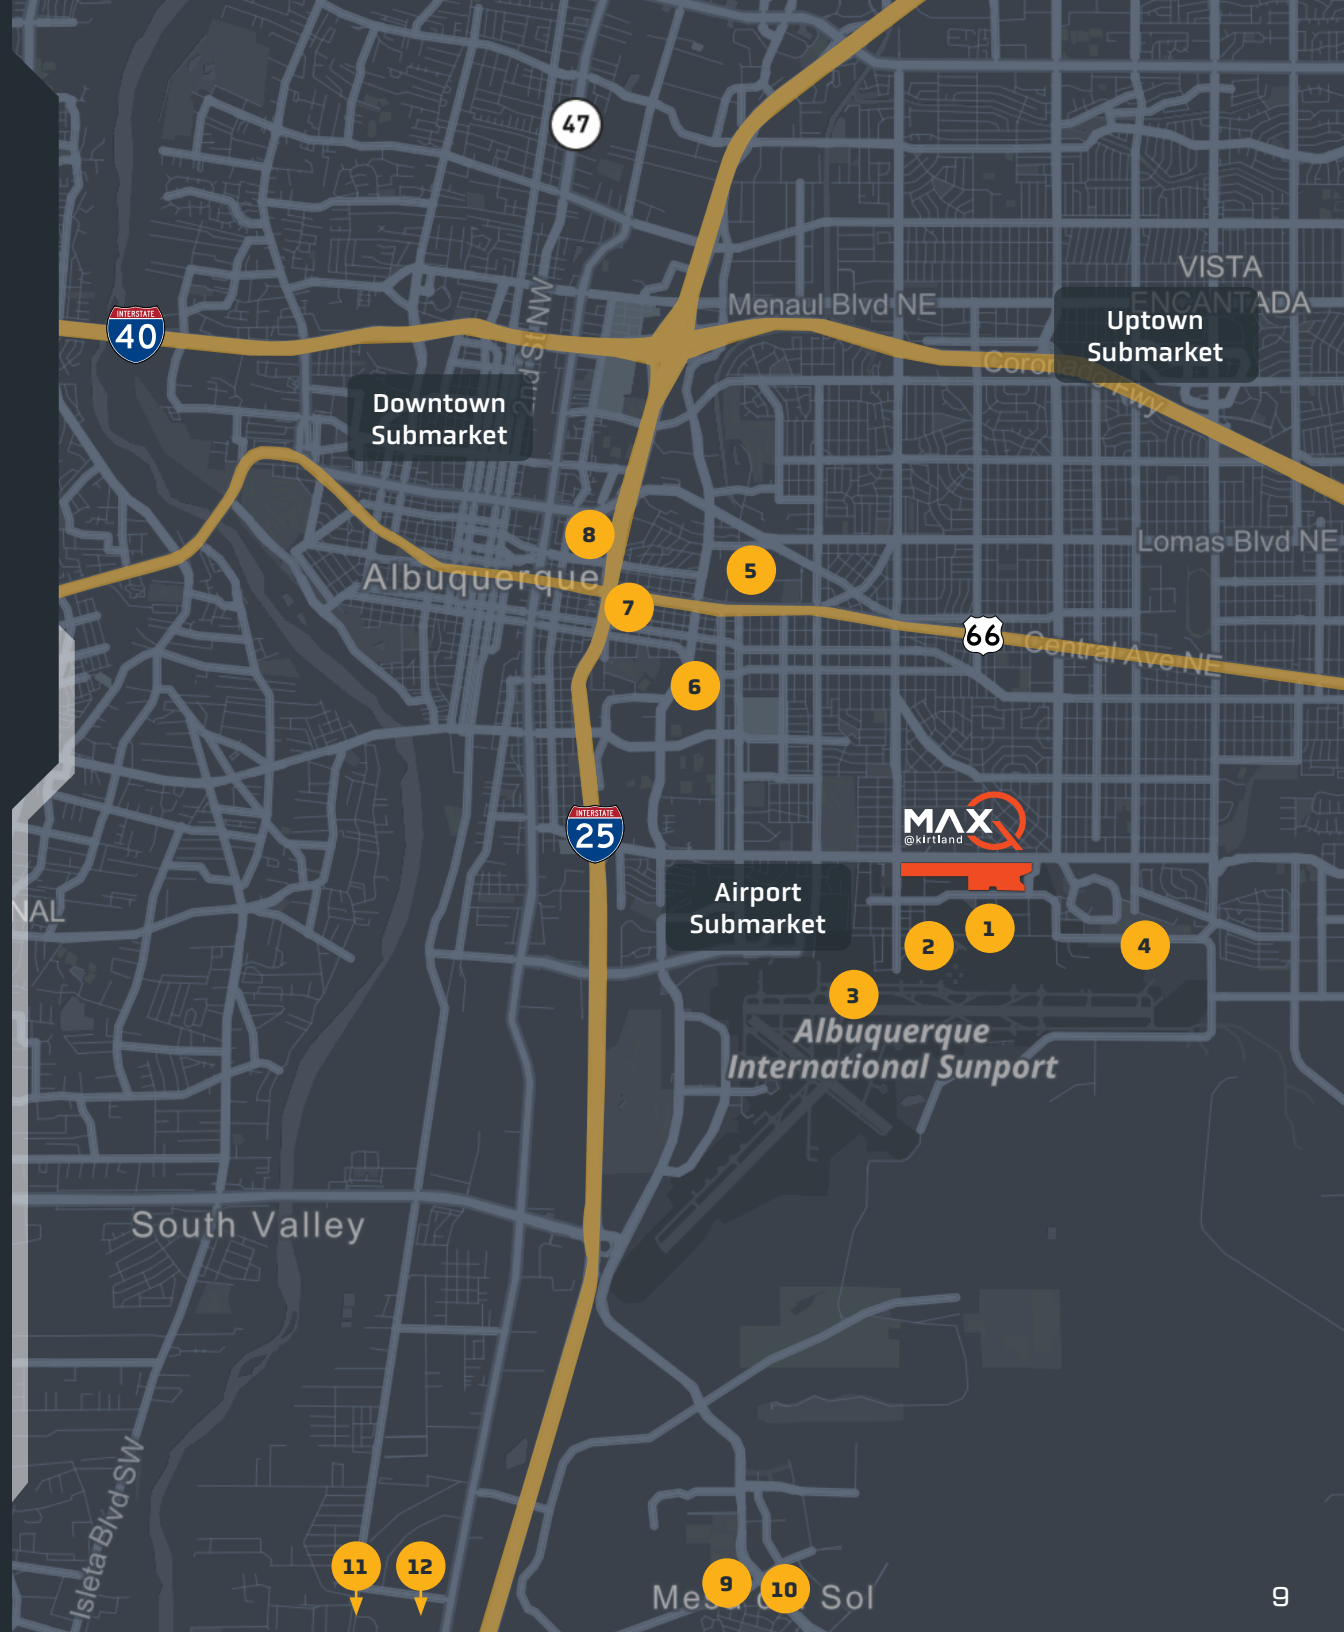 47
VISTA
ENCANTADA
Menaul Blvd NE
INTERSTATE
40
2nd St NW
Uptown
Submarket
Coronado Fwy
Downtown
Submarket
8
Lomas Blvd NE
5
Albuquerque
7
66
Central Ave NE
6
MAXQ
@kirtland
INTERSTATE
25
Airport
Submarket
NAL
1
2
4
3
Albuquerque
International Sunport
South Valley
Isleta Blvd SW
11
12
9
10
Sol
9